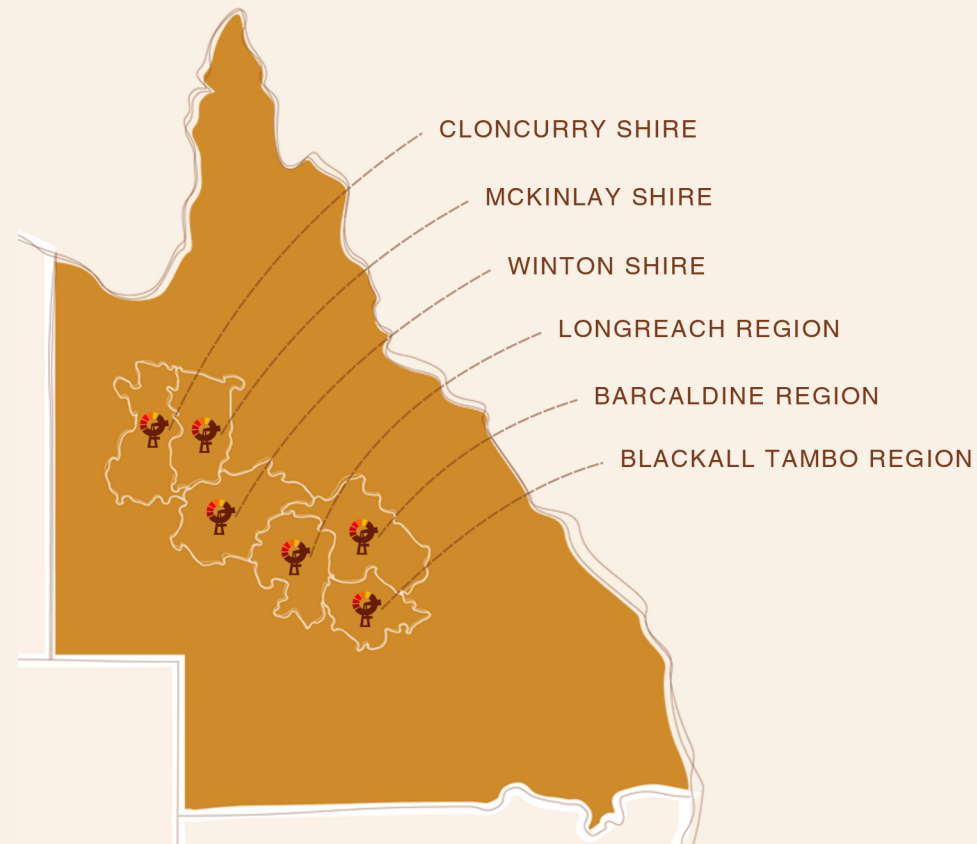 CLONCURRY SHIRE
MCKINLAY SHIRE
WINTON SHIRE
LONGREACH REGION
BARCALDINE REGION
BLACKALL TAMBO REGION